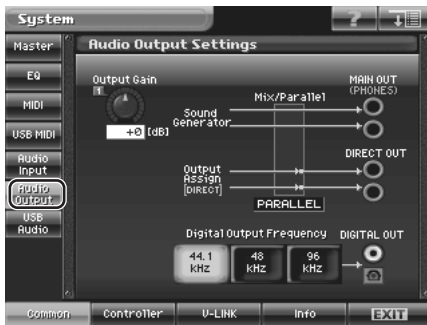 System
?
Master
EQ
MIDI
USB MIDI
Audio
Input
Audio
Output
USB
Audio
Audio Output Settings
Output Gain
1
+0 [dB]
Mix/Parallel
Sound
Generator
MAIN OUT
(PHONES)
DIRECT OUT
Output
Assign
[DIRECT]
PARALLEL
Digital Output Frequency
DIGITAL OUT
44.1
kHz
48
kHz
96
kHz
Common
Controller
V-LINK
Info
EXIT